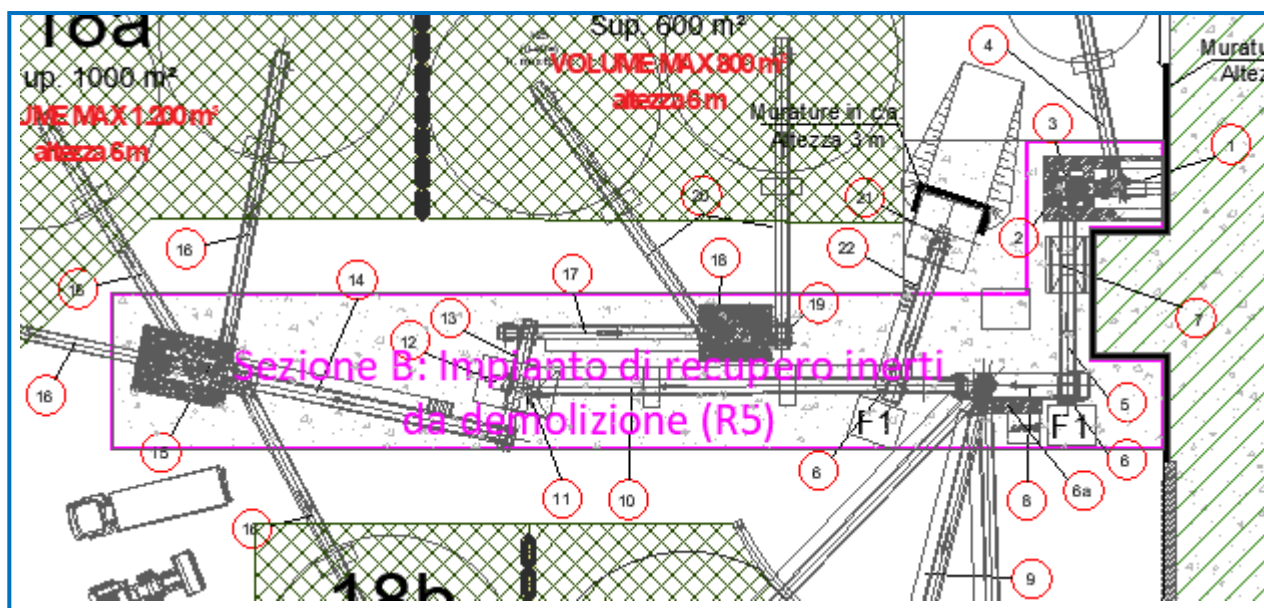 18a
up. 1000 m²
UME MAX 1.200 m³
altezza 6 m
Sup. 600 m²
VOLUME MAX 800 m³
altezza 6 m
Murature in c/a
Altezza 3 m
Muratu
Altez
4
3
1
2
21
20
22
16
16
14
17
18
13
12
19
7
5
16
Sezione B: Impianto di recupero inerti
da demolizione (R5)
F1
F1
15
6
6
6a
11
10
8
16
9
18b